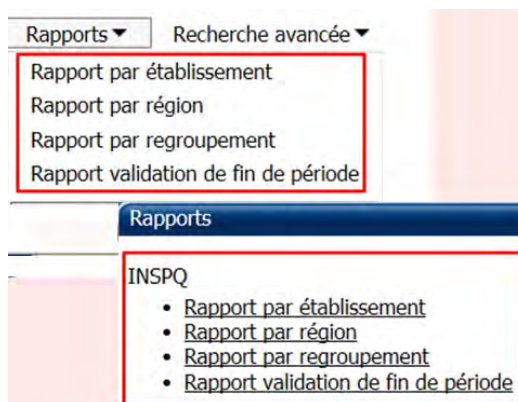 Rapports▼ Recherche avancée▼
Rapport par établissement
Rapport par région
Rapport par regroupement
Rapport validation de fin de période
Rapports
INSPQ
• Rapport par établissement
• Rapport par région
• Rapport par regroupement
• Rapport validation de fin de période